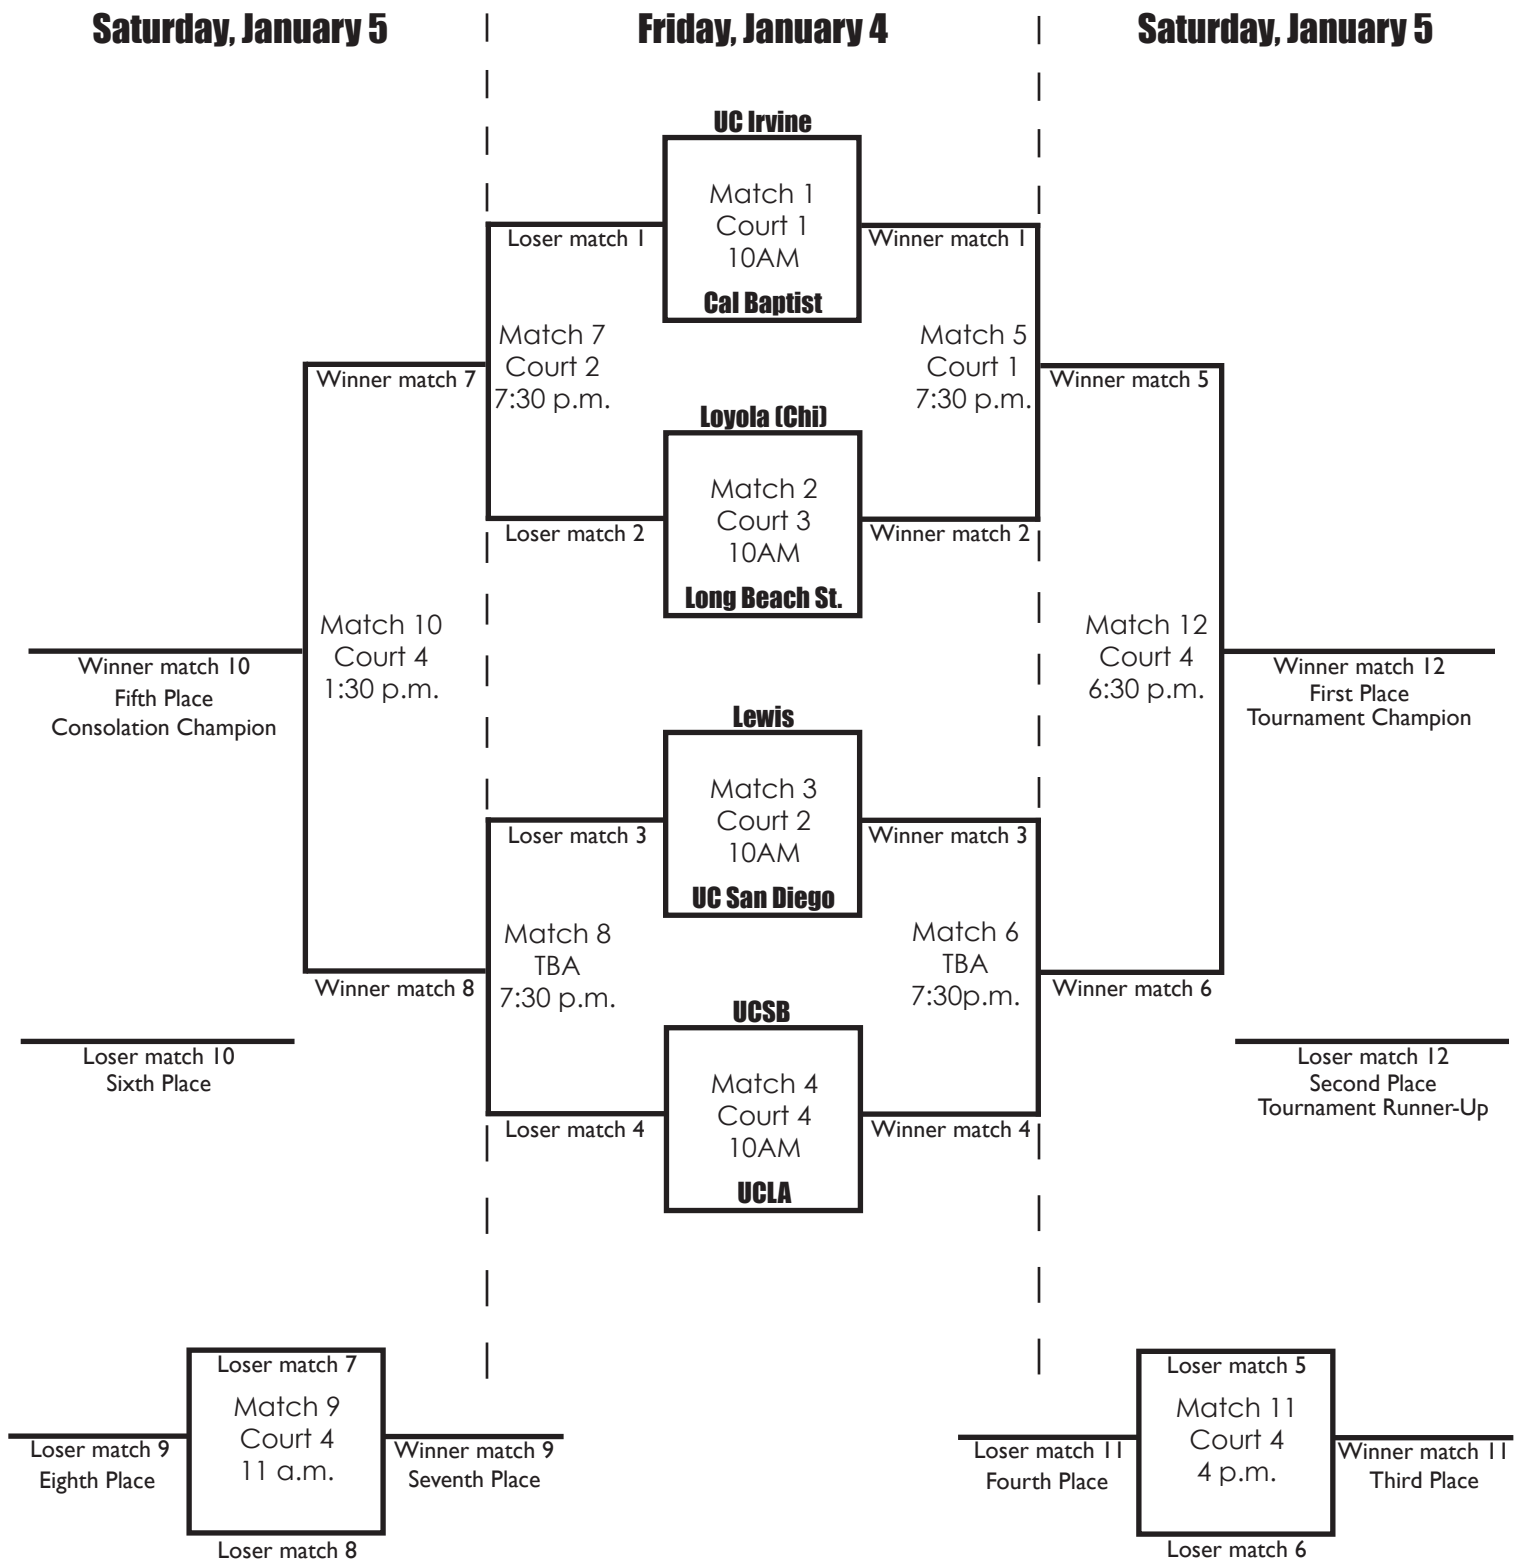 Saturday, January 5
Friday, January 4
Saturday, January 5
UC Irvine
Match 1
Court 1
10AM
Cal Baptist
Loser match 1
Winner match 1
Match 7
Court 2
7:30 p.m.
Match 5
Court 1
7:30 p.m.
Winner match 7
Winner match 5
Loyola (Chi)
Match 2
Court 3
10AM
Long Beach St.
Loser match 2
Winner match 2
Match 10
Court 4
1:30 p.m.
Match 12
Court 4
6:30 p.m.
Winner match 10
Fifth Place
Consolation Champion
Winner match 12
First Place
Tournament Champion
Lewis
Match 3
Court 2
10AM
UC San Diego
Loser match 3
Winner match 3
Match 8
TBA
7:30 p.m.
Match 6
TBA
7:30p.m.
Winner match 8
Winner match 6
UCSB
Match 4
Court 4
10AM
UCLA
Loser match 4
Winner match 4
Loser match 10
Sixth Place
Loser match 12
Second Place
Tournament Runner-Up
Loser match 7
Match 9
Court 4
11 a.m.
Loser match 8
Loser match 9
Eighth Place
Winner match 9
Seventh Place
Loser match 5
Match 11
Court 4
4 p.m.
Loser match 6
Loser match 11
Fourth Place
Winner match 11
Third Place